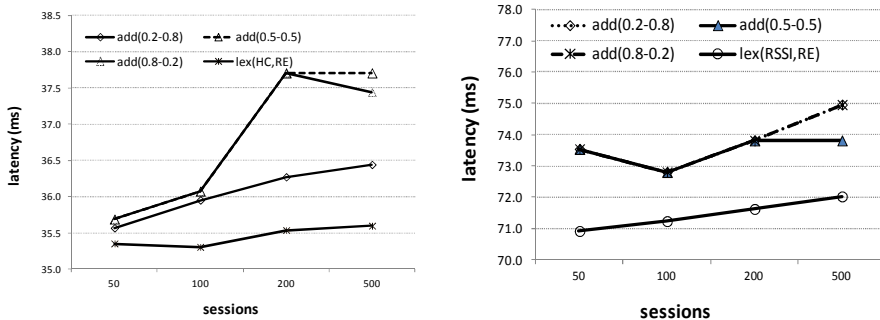 38.5
38.0
37.5
37.0
36.5
36.0
35.5
35.0
latency (ms)
add(0.2-0.8)
add(0.5-0.5)
add(0.8-0.2)
lex(HC,RE)
50
100
200
500
sessions
78.0
77.0
76.0
75.0
74.0
73.0
72.0
71.0
70.0
latency (ms)
add(0.2-0.8)
add(0.5-0.5)
add(0.8-0.2)
lex(RSSI,RE)
50
100
200
500
sessions